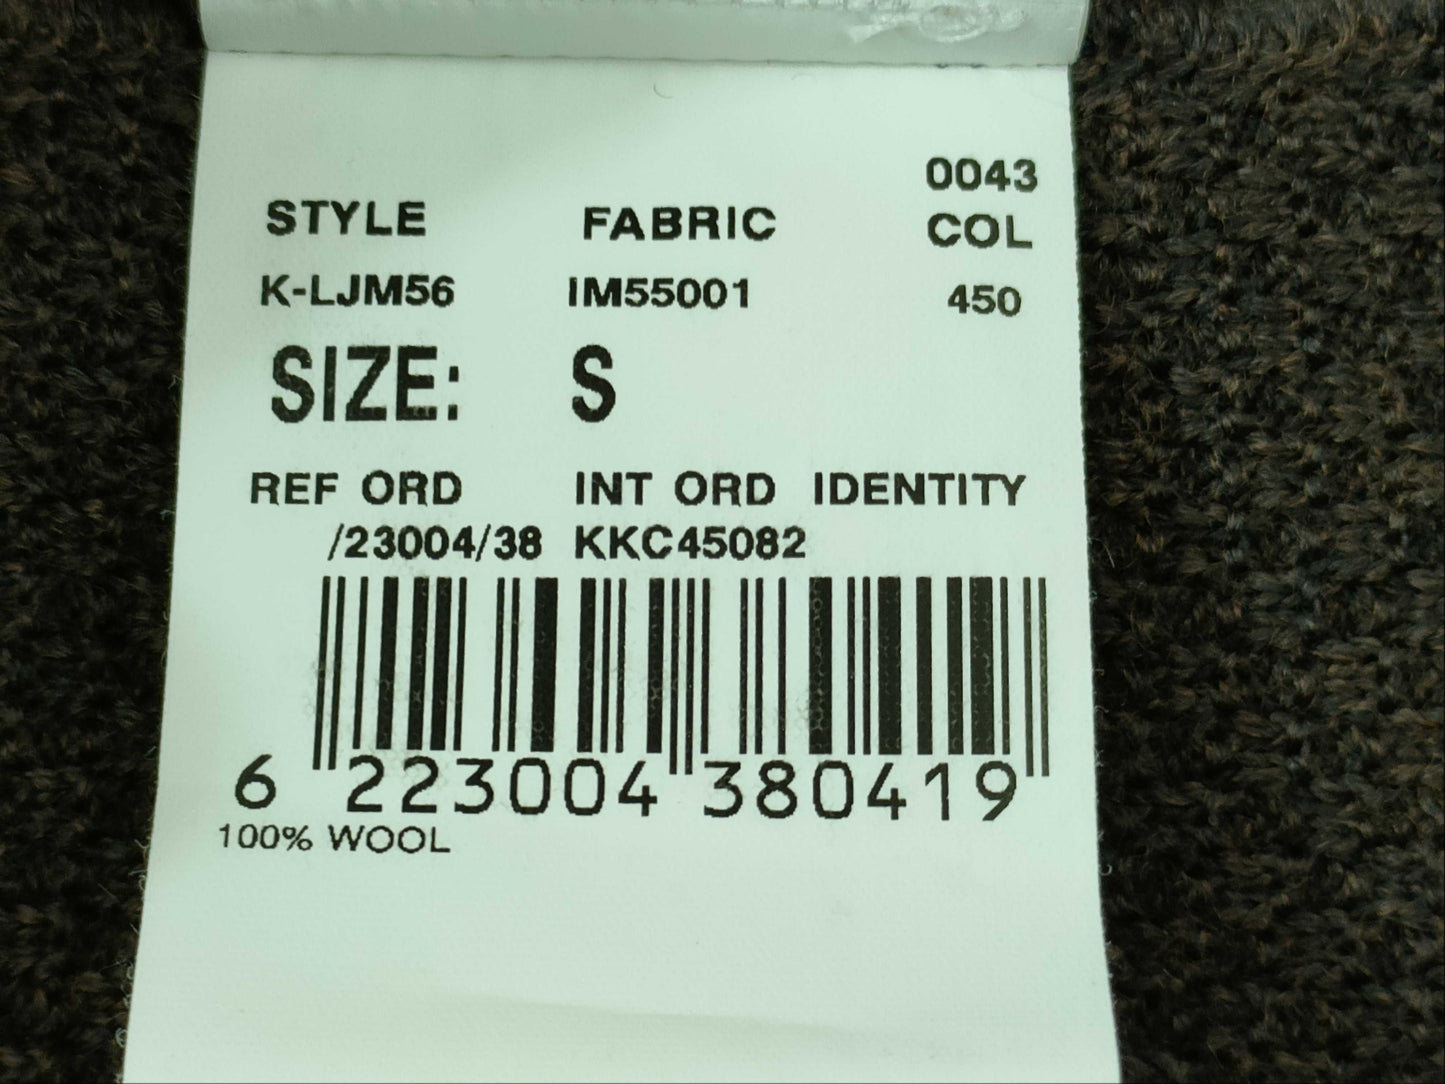 0043
STYLE FABRIC COL
K-LJM56 IM55001 450
SIZE: S
REF ORD INT ORD IDENTITY
/23004/38 KKC45082
6 223004 380419
100% WOOL